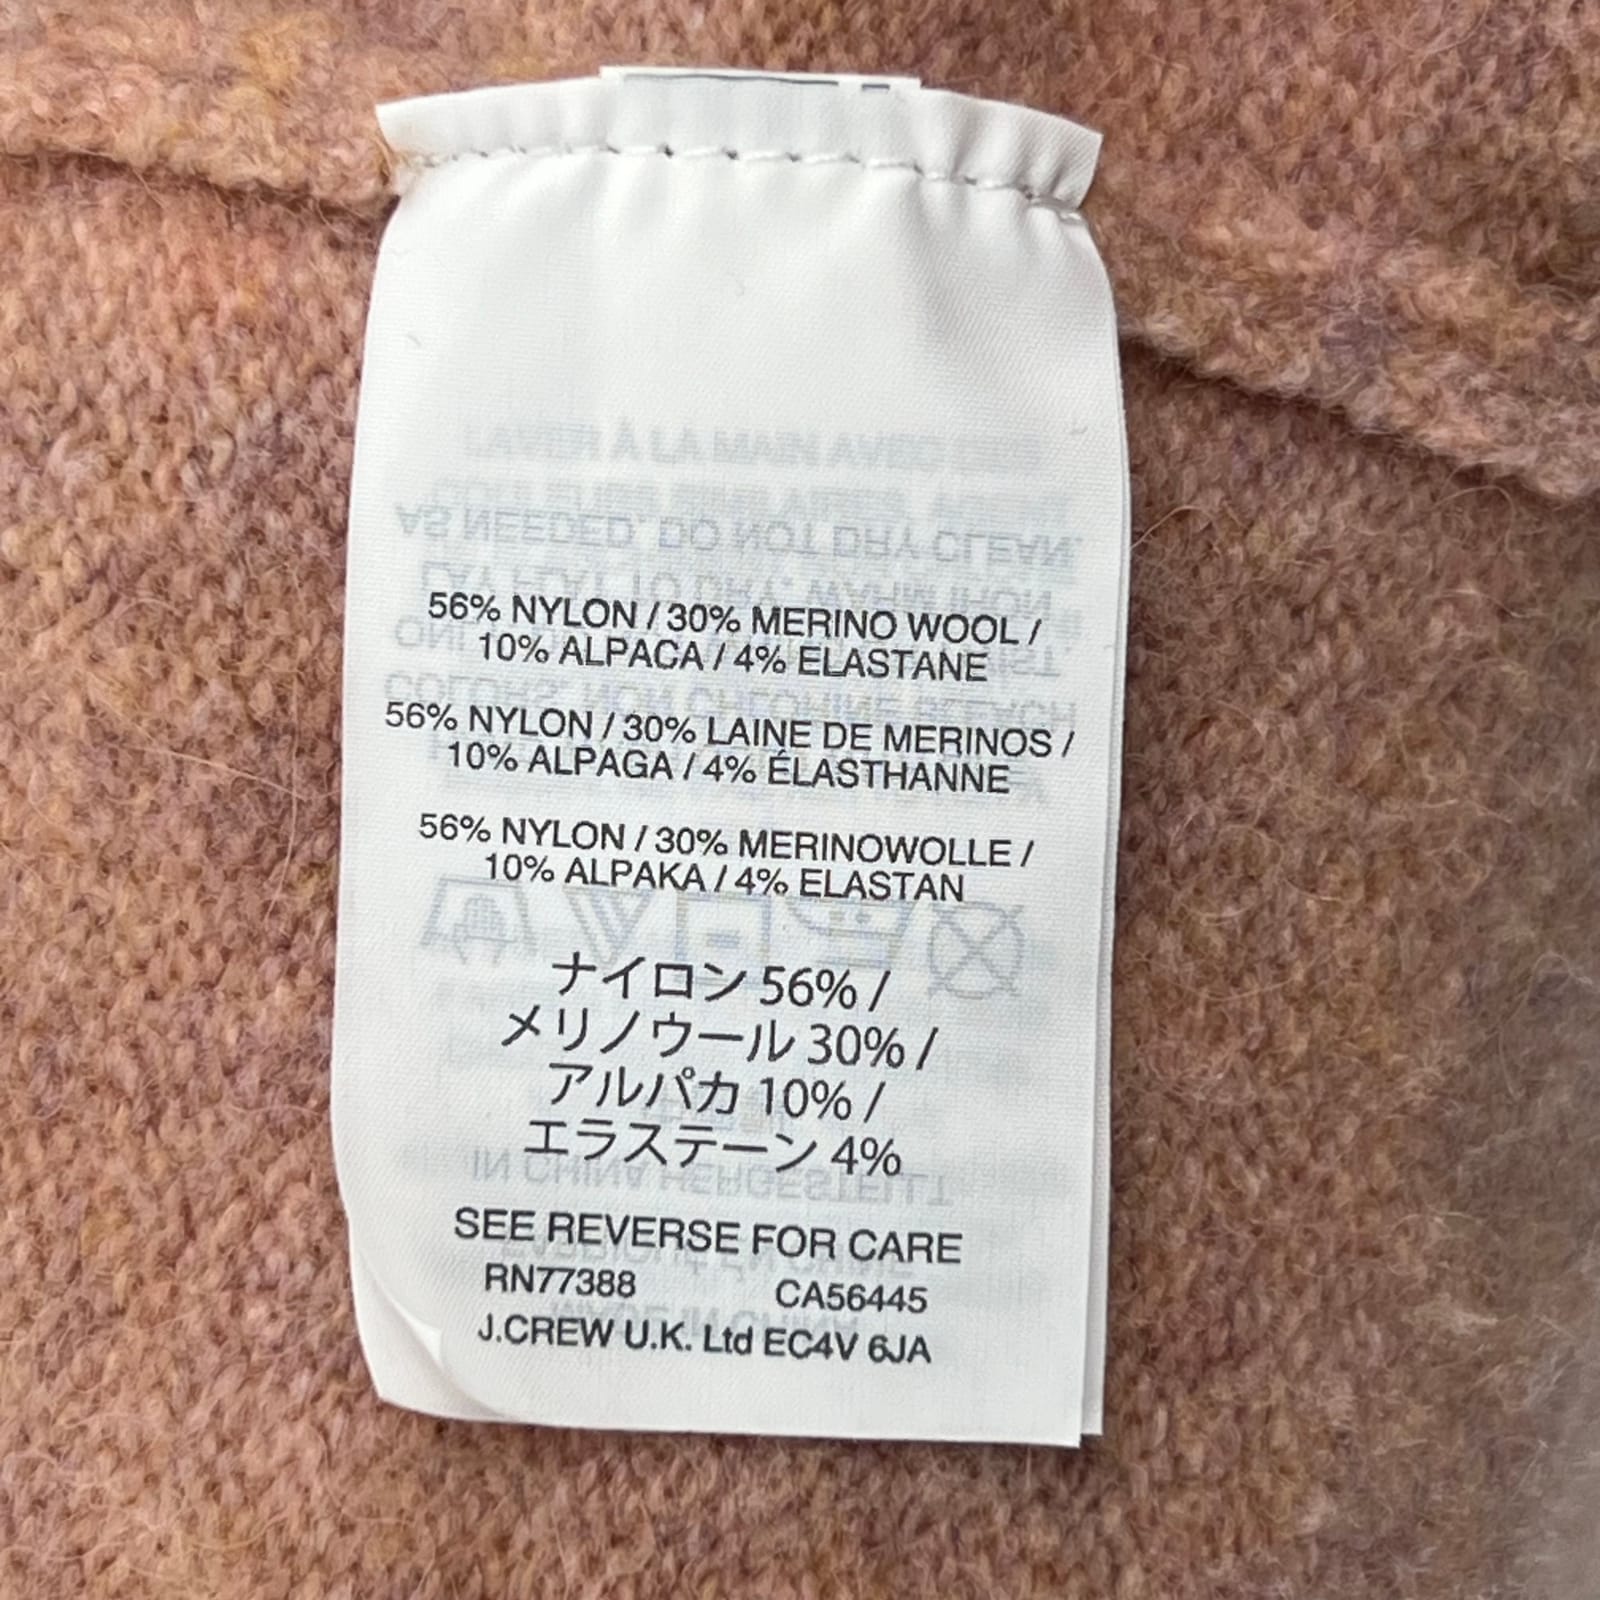 56% NYLON / 30% MERINO WOOL /
10% ALPACA / 4% ELASTANE
56% NYLON / 30% LAINE DE MERINOS /
10% ALPAGA / 4% ÉLASTHANNE
56% NYLON / 30% MERINOWOLLE /
10% ALPAKA / 4% ELASTAN
ナイロン 56% /
メリノウール 30% /
アルパカ 10% /
エラステーン 4%
SEE REVERSE FOR CARE
RN77388 CA56445
J.CREW U.K. Ltd EC4V 6JA